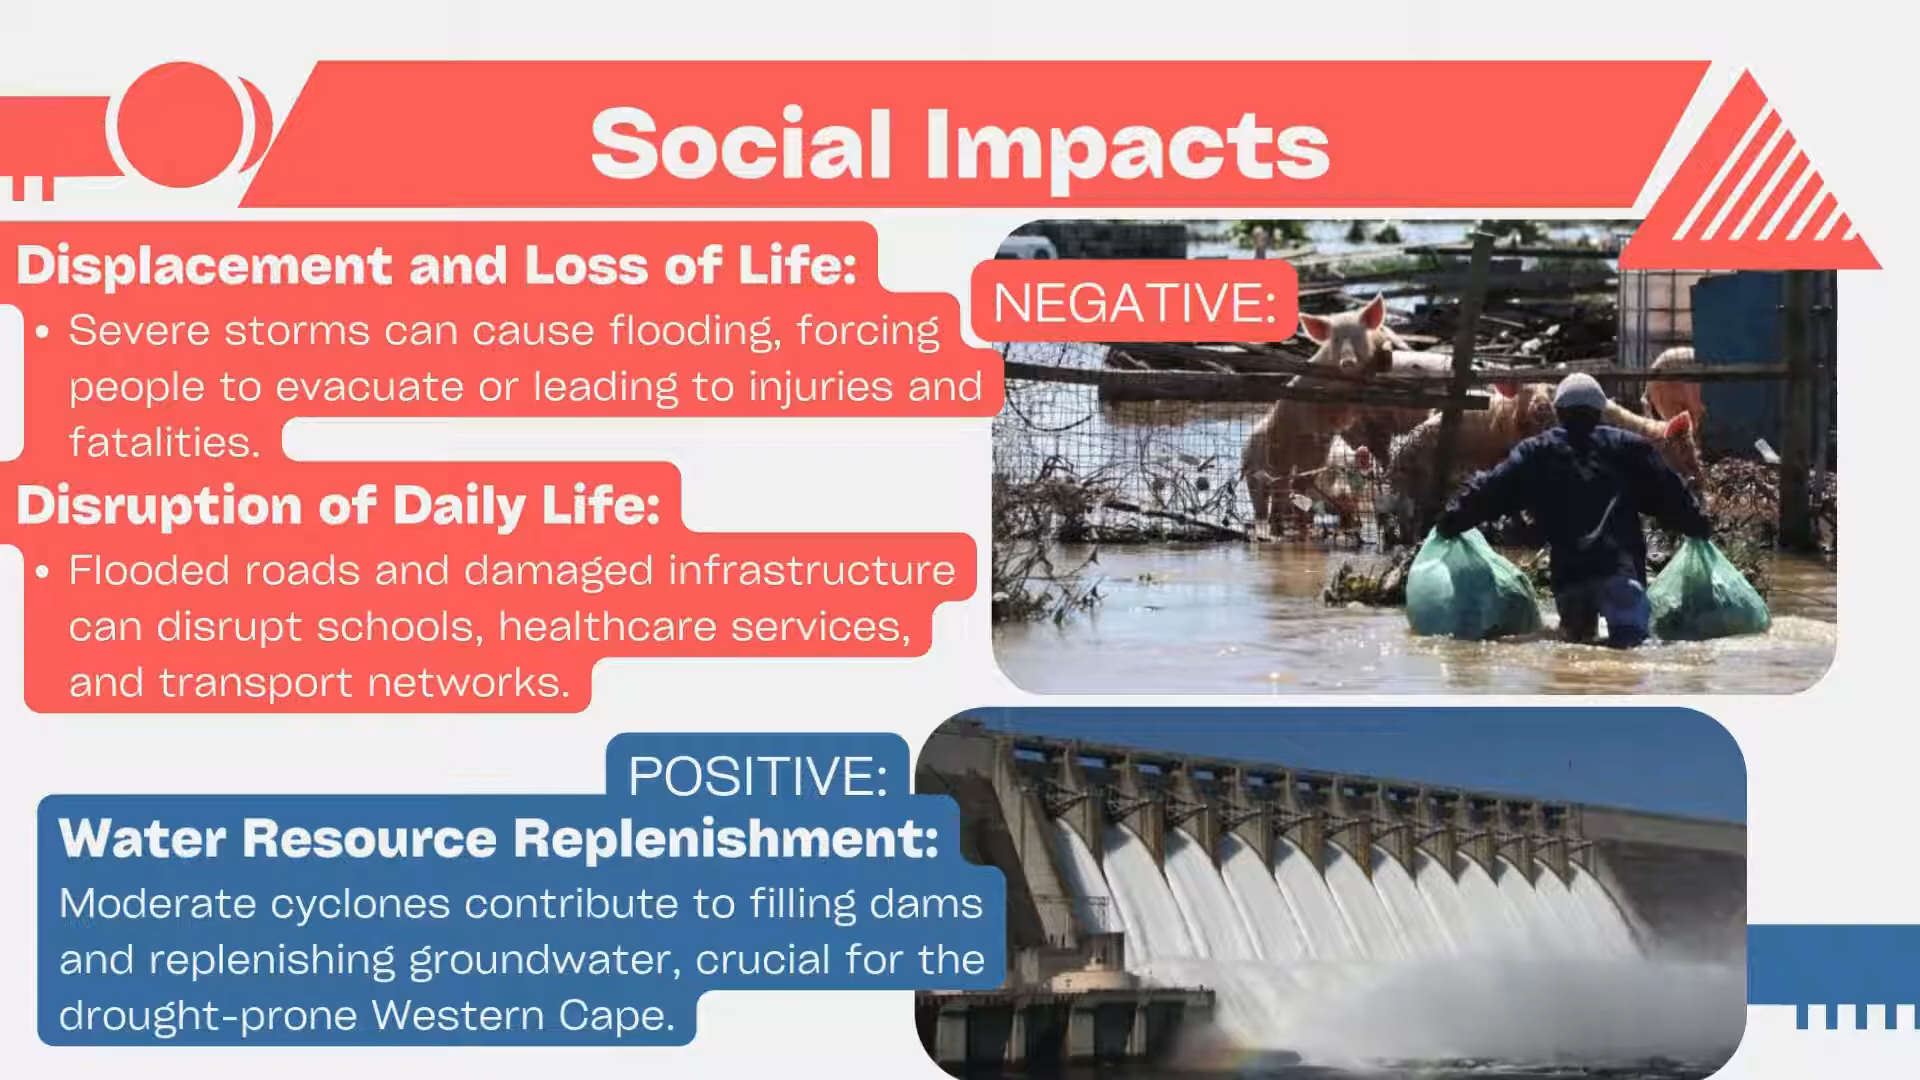 Social Impacts
NEGATIVE:
Displacement and Loss of Life:
• Severe storms can cause flooding, forcing
people to evacuate or leading to injuries and
fatalities.
Disruption of Daily Life:
• Flooded roads and damaged infrastructure
can disrupt schools, healthcare services,
and transport networks.
POSITIVE:
Water Resource Replenishment:
Moderate cyclones contribute to filling dams
and replenishing groundwater, crucial for the
drought-prone Western Cape.